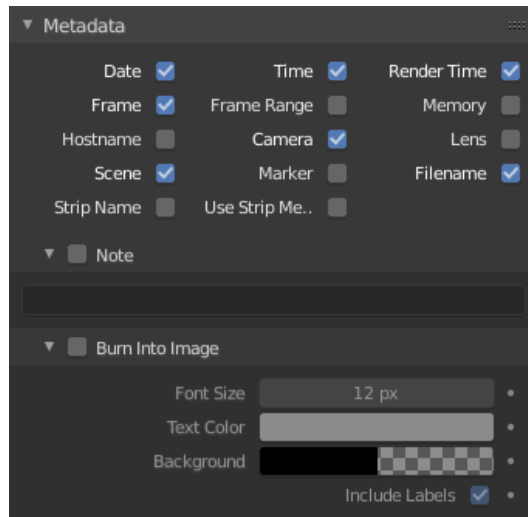 Metadata
Date Time Render Time
Frame Frame Range Memory
Hostname Camera Lens
Scene Marker Filename
Strip Name Use Strip Me..
Note
Burn Into Image
Font Size 12 px
Text Color
Background
Include Labels